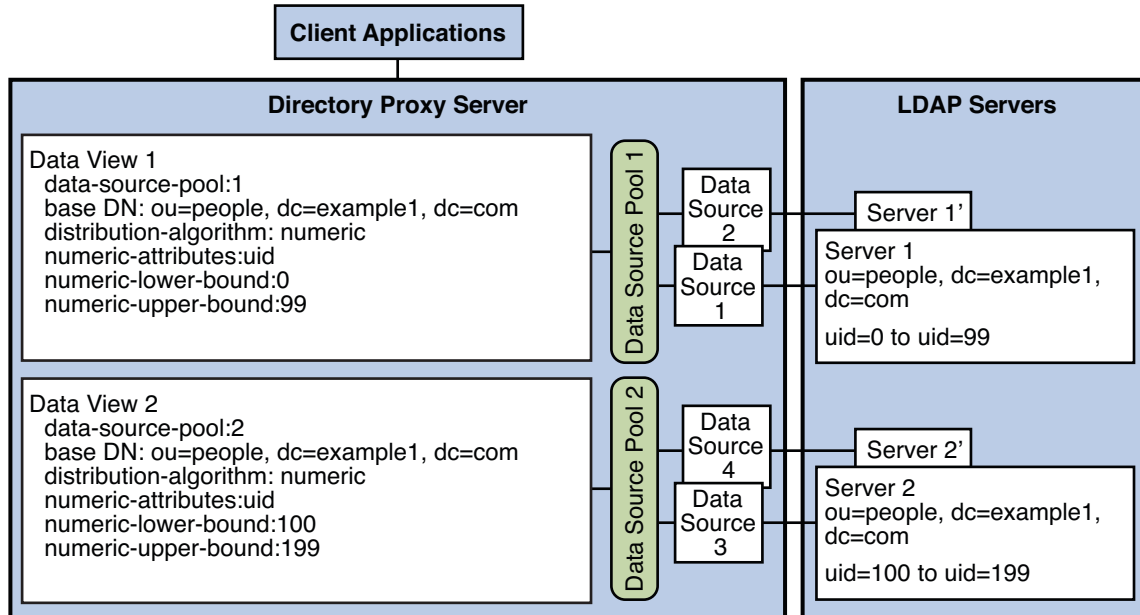 Client Applications
Directory Proxy Server
Data View 1
data-source-pool:1
base DN: ou=people, dc=example1, dc=com
distribution-algorithm: numeric
numeric-attributes:uid
numeric-lower-bound:0
numeric-upper-bound:99
Data Source Pool 1
Data
Source
2
Data
Source
1
Data View 2
data-source-pool:2
base DN: ou=people, dc=example1, dc=com
distribution-algorithm: numeric
numeric-attributes:uid
numeric-lower-bound:100
numeric-upper-bound:199
Data Source Pool 2
Data
Source
4
Data
Source
3
LDAP Servers
Server 1’
Server 1
ou=people, dc=example1,
dc=com
uid=0 to uid=99
Server 2’
Server 2
ou=people, dc=example1,
dc=com
uid=100 to uid=199